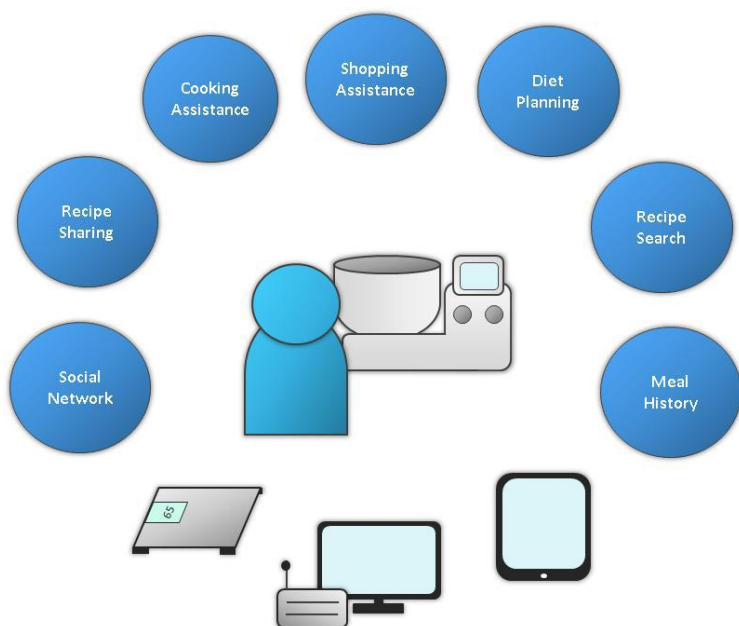 Shopping
Assistance
Cooking
Assistance
Diet
Planning
Recipe
Sharing
Recipe
Search
Social
Network
Meal
History
65